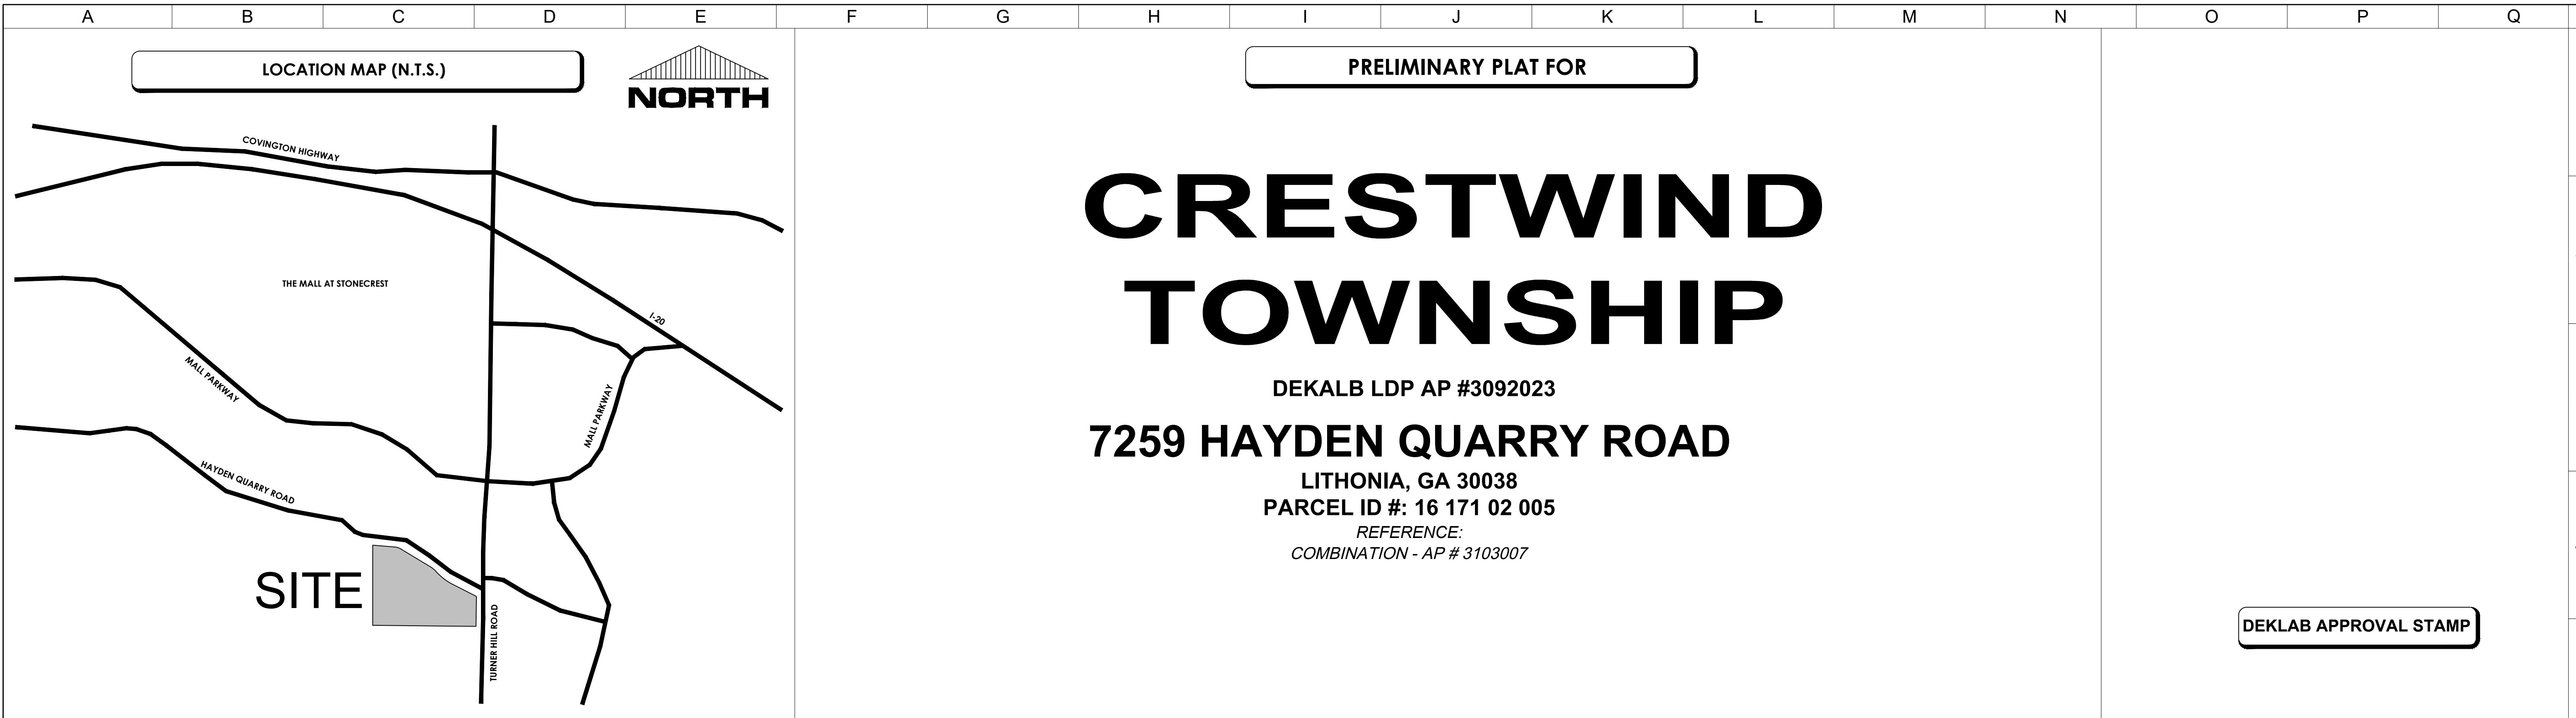 A B C D E F G H I J K L M N O P Q
LOCATION MAP (N.T.S.)
NORTH
COVINGTON HIGHWAY
THE MALL AT STONECREST
I-20
MALL PARKWAY
MALL PARKWAY
HAYDEN QUARRY ROAD
SITE
TURNER HILL ROAD
PRELIMINARY PLAT FOR
CRESTWIND
TOWNSHIP
DEKALB LDP AP #3092023
7259 HAYDEN QUARRY ROAD
LITHONIA, GA 30038
PARCEL ID #: 16 171 02 005
REFERENCE:
COMBINATION - AP # 3103007
DEKLAB APPROVAL STAMP